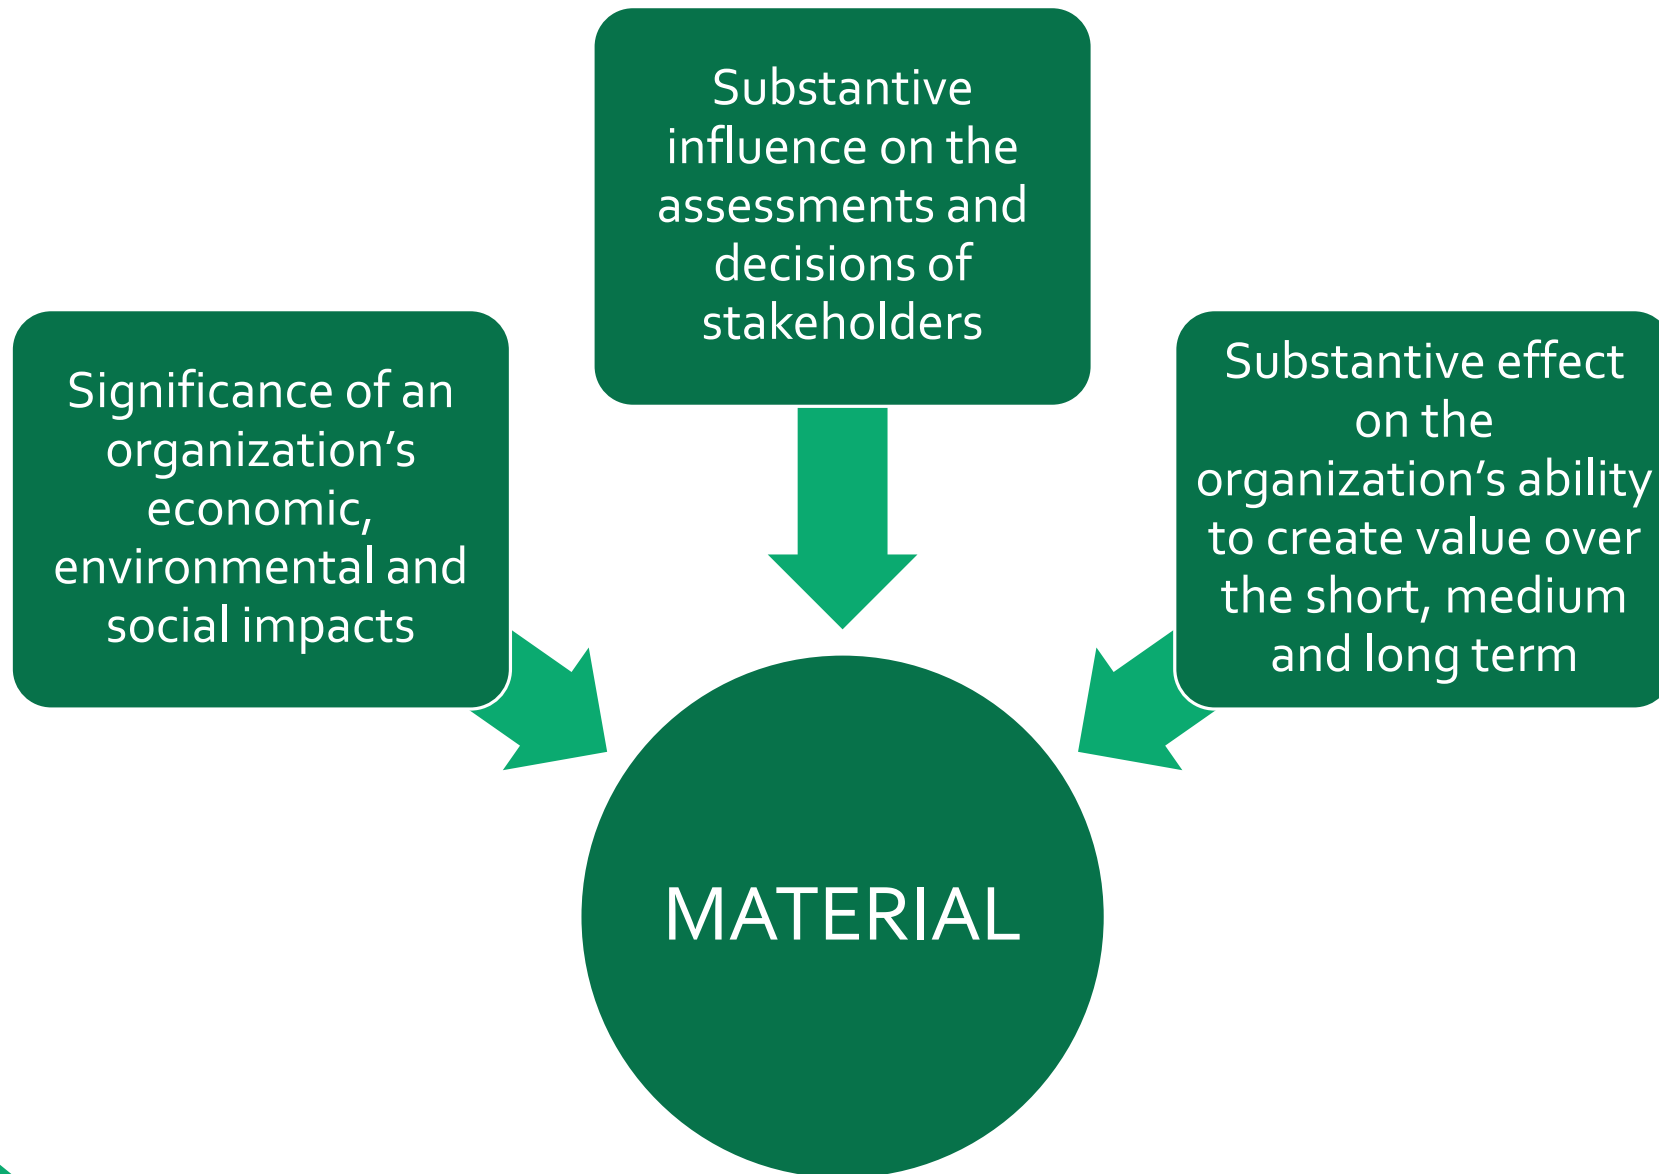 Substantive
influence on the
assessments and
decisions of
stakeholders
Significance of an
organization’s
economic,
environmental and
social impacts
Substantive effect
on the
organization’s ability
to create value over
the short, medium
and long term
MATERIAL